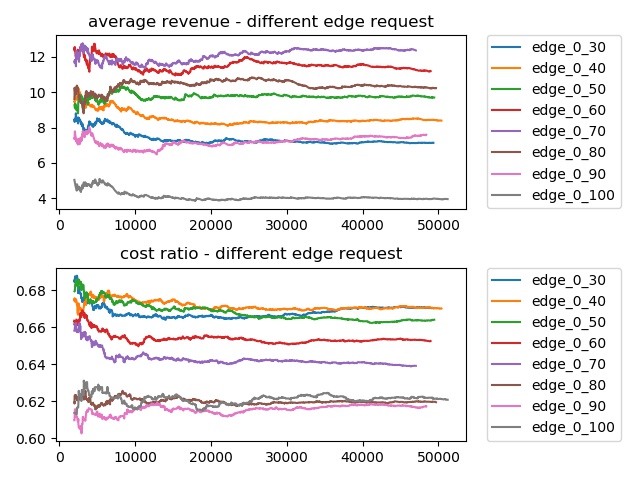 average revenue - different edge request
12
10
8
6
4
0 10000 20000 30000 40000 50000
edge_0_30
edge_0_40
edge_0_50
edge_0_60
edge_0_70
edge_0_80
edge_0_90
edge_0_100
cost ratio - different edge request
0.68
0.66
0.64
0.62
0.60
0 10000 20000 30000 40000 50000
edge_0_30
edge_0_40
edge_0_50
edge_0_60
edge_0_70
edge_0_80
edge_0_90
edge_0_100